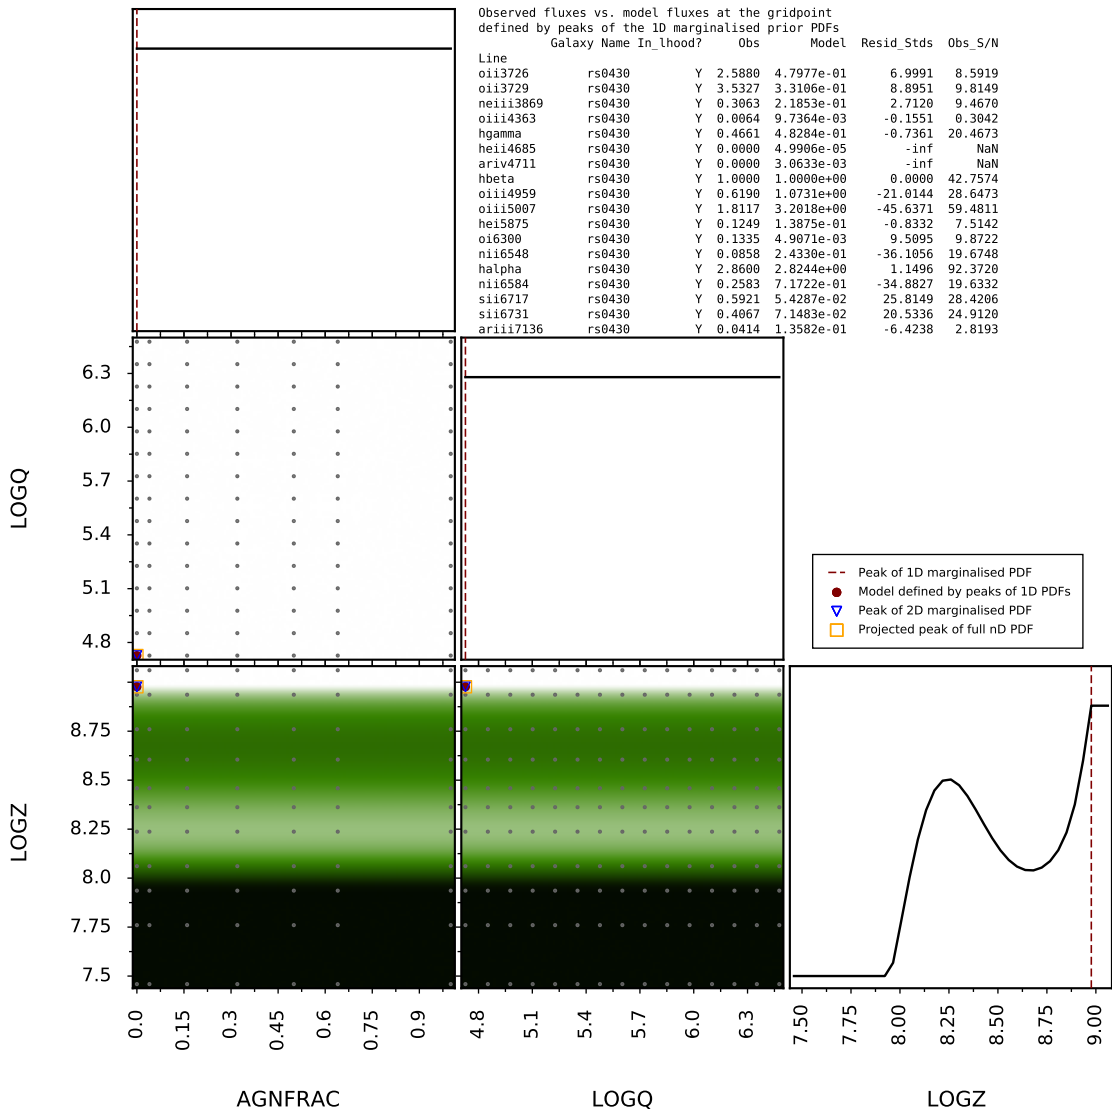 Observed fluxes vs. model fluxes at the gridpoint
defined by peaks of the 1D marginalised prior PDFs
Galaxy Name In_lhood? Obs Model Resid_Stds Obs_S/N
Line
oii3726 rs0430 Y 2.5880 4.7977e-01 6.9991 8.5919
oii3729 rs0430 Y 3.5327 3.3106e-01 8.8951 9.8149
neiii3869 rs0430 Y 0.3063 2.1853e-01 2.7120 9.4670
oiii4363 rs0430 Y 0.0064 9.7364e-03 -0.1551 0.3042
hgamma rs0430 Y 0.4661 4.8284e-01 -0.7361 20.4673
heii4685 rs0430 Y 0.0000 4.9906e-05 -inf NaN
ariv4711 rs0430 Y 0.0000 3.0633e-03 -inf NaN
hbeta rs0430 Y 1.0000 1.0000e+00 0.0000 42.7574
oiii4959 rs0430 Y 0.6190 1.0731e+00 -21.0144 28.6473
oiii5007 rs0430 Y 1.8117 3.2018e+00 -45.6371 59.4811
hei5875 rs0430 Y 0.1249 1.3875e-01 -0.8332 7.5142
oi6300 rs0430 Y 0.1335 4.9071e-03 9.5095 9.8722
nii6548 rs0430 Y 0.0858 2.4330e-01 -36.1056 19.6748
halpha rs0430 Y 2.8600 2.8244e+00 1.1496 92.3720
nii6584 rs0430 Y 0.2583 7.1722e-01 -34.8827 19.6332
sii6717 rs0430 Y 0.5921 5.4287e-02 25.8149 28.4206
sii6731 rs0430 Y 0.4067 7.1483e-02 20.5336 24.9120
ariii7136 rs0430 Y 0.0414 1.3582e-01 -6.4238 2.8193
6.3
6.0
5.7
5.4
5.1
4.8
LOGQ
Peak of 1D marginalised PDF
Model defined by peaks of 1D PDFs
Peak of 2D marginalised PDF
Projected peak of full nD PDF
8.75
8.5
8.25
8.0
7.75
7.5
LOGZ
0.0 0.15 0.3 0.45 0.6 0.75 0.9
4.8 5.1 5.4 5.7 6.0 6.3
7.50 7.75 8.00 8.25 8.50 8.75 9.00
AGNFRAC LOGQ LOGZ